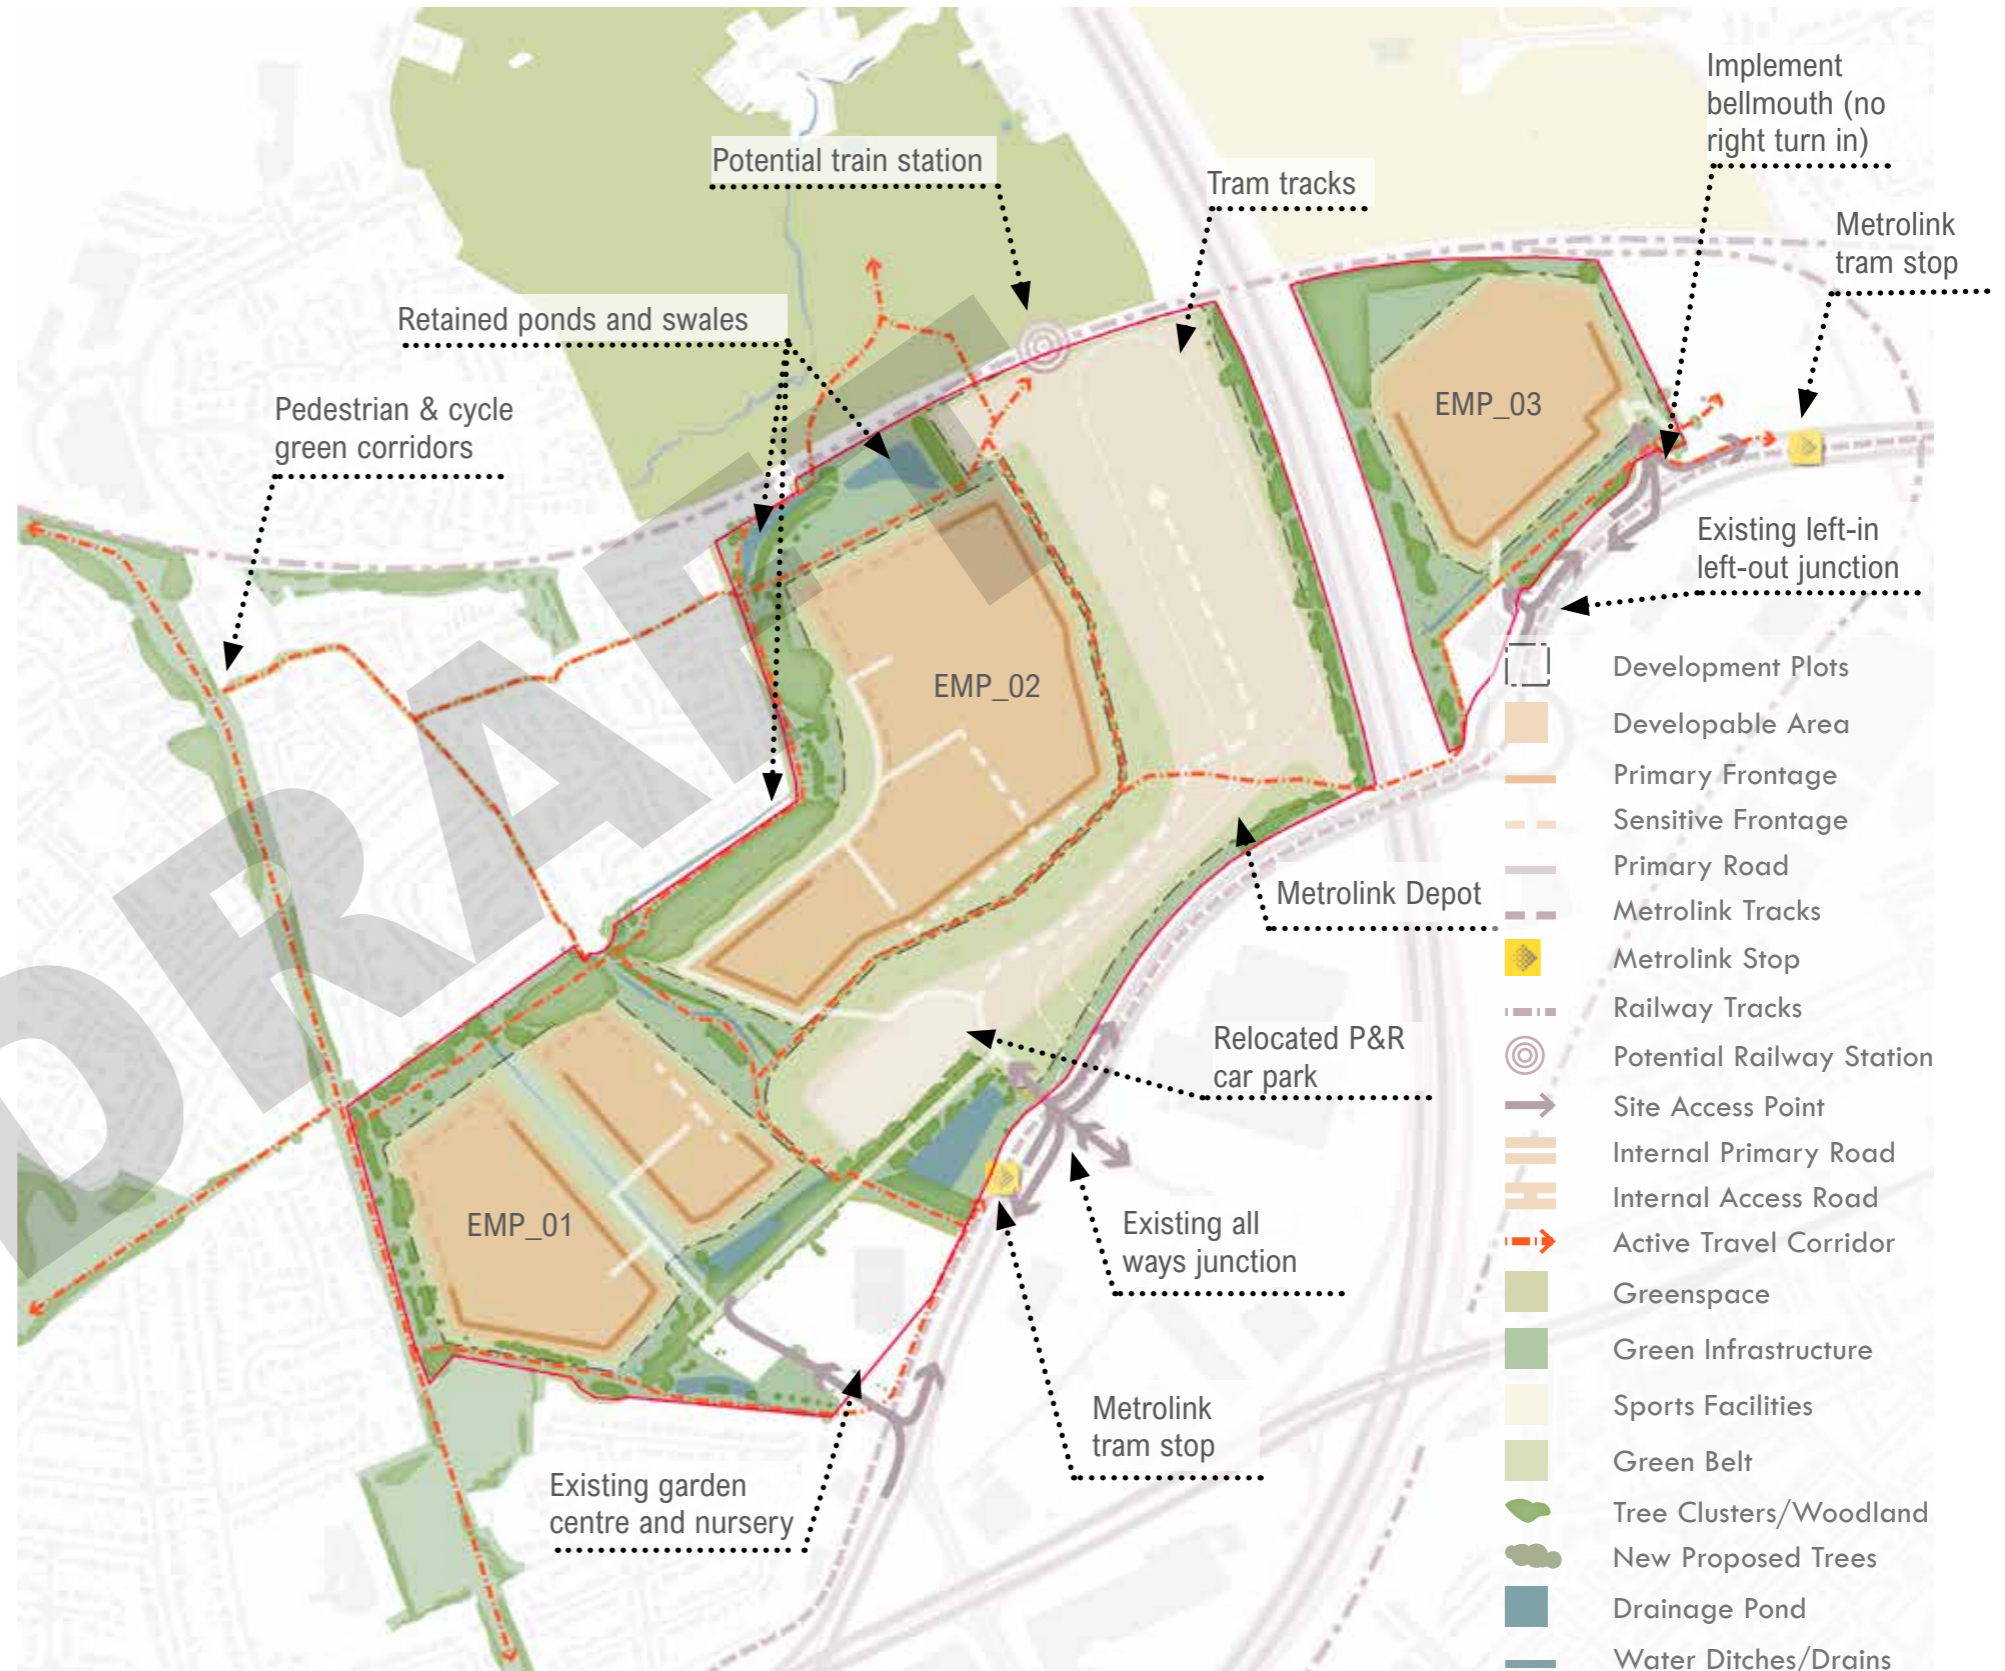 Implement
bellmouth (no
right turn in)
Potential train station
Tram tracks
Metrolink
tram stop
Retained ponds and swales
Pedestrian & cycle
green corridors
EMP_03
Existing left-in
left-out junction
EMP_02
Metrolink Depot
Relocated P&R
car park
EMP_01
Existing all
ways junction
Metrolink
tram stop
Existing garden
centre and nursery
DRAFT
Development Plots
Developable Area
Primary Frontage
Sensitive Frontage
Primary Road
Metrolink Tracks
Metrolink Stop
Railway Tracks
Potential Railway Station
Site Access Point
Internal Primary Road
Internal Access Road
Active Travel Corridor
Greenspace
Green Infrastructure
Sports Facilities
Green Belt
Tree Clusters/Woodland
New Proposed Trees
Drainage Pond
Water Ditches/Drains